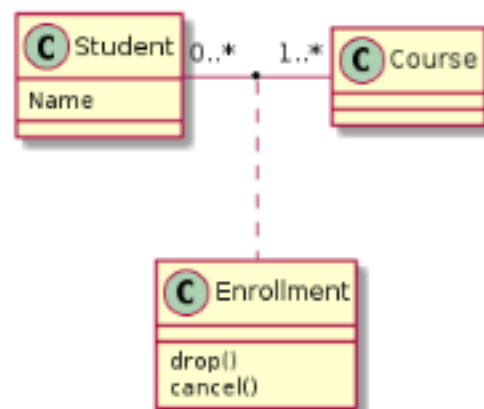 C Student
0..*
1..*
C Course
Name
C Enrollment
drop()
cancel()